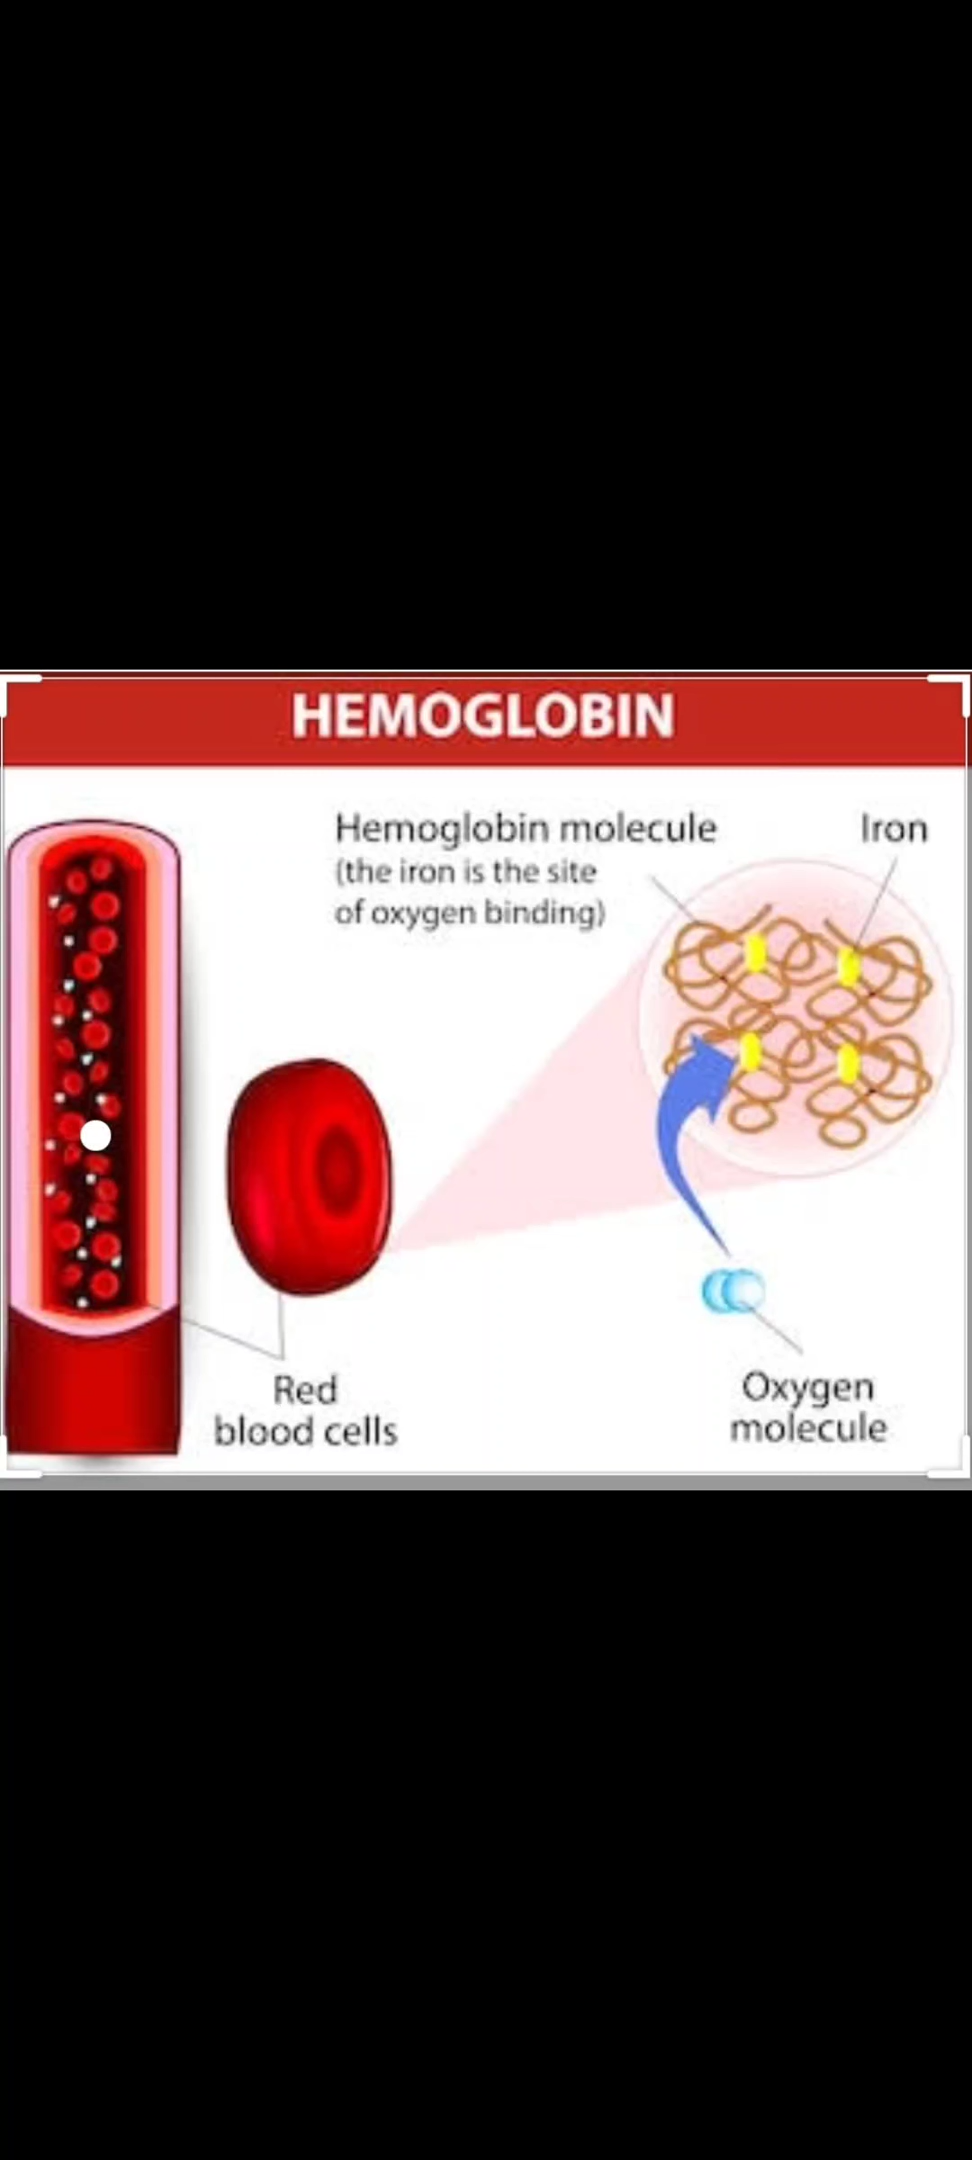 HEMOGLOBIN
Hemoglobin molecule
(the iron is the site
of oxygen binding)
Iron
Red
blood cells
Oxygen
molecule